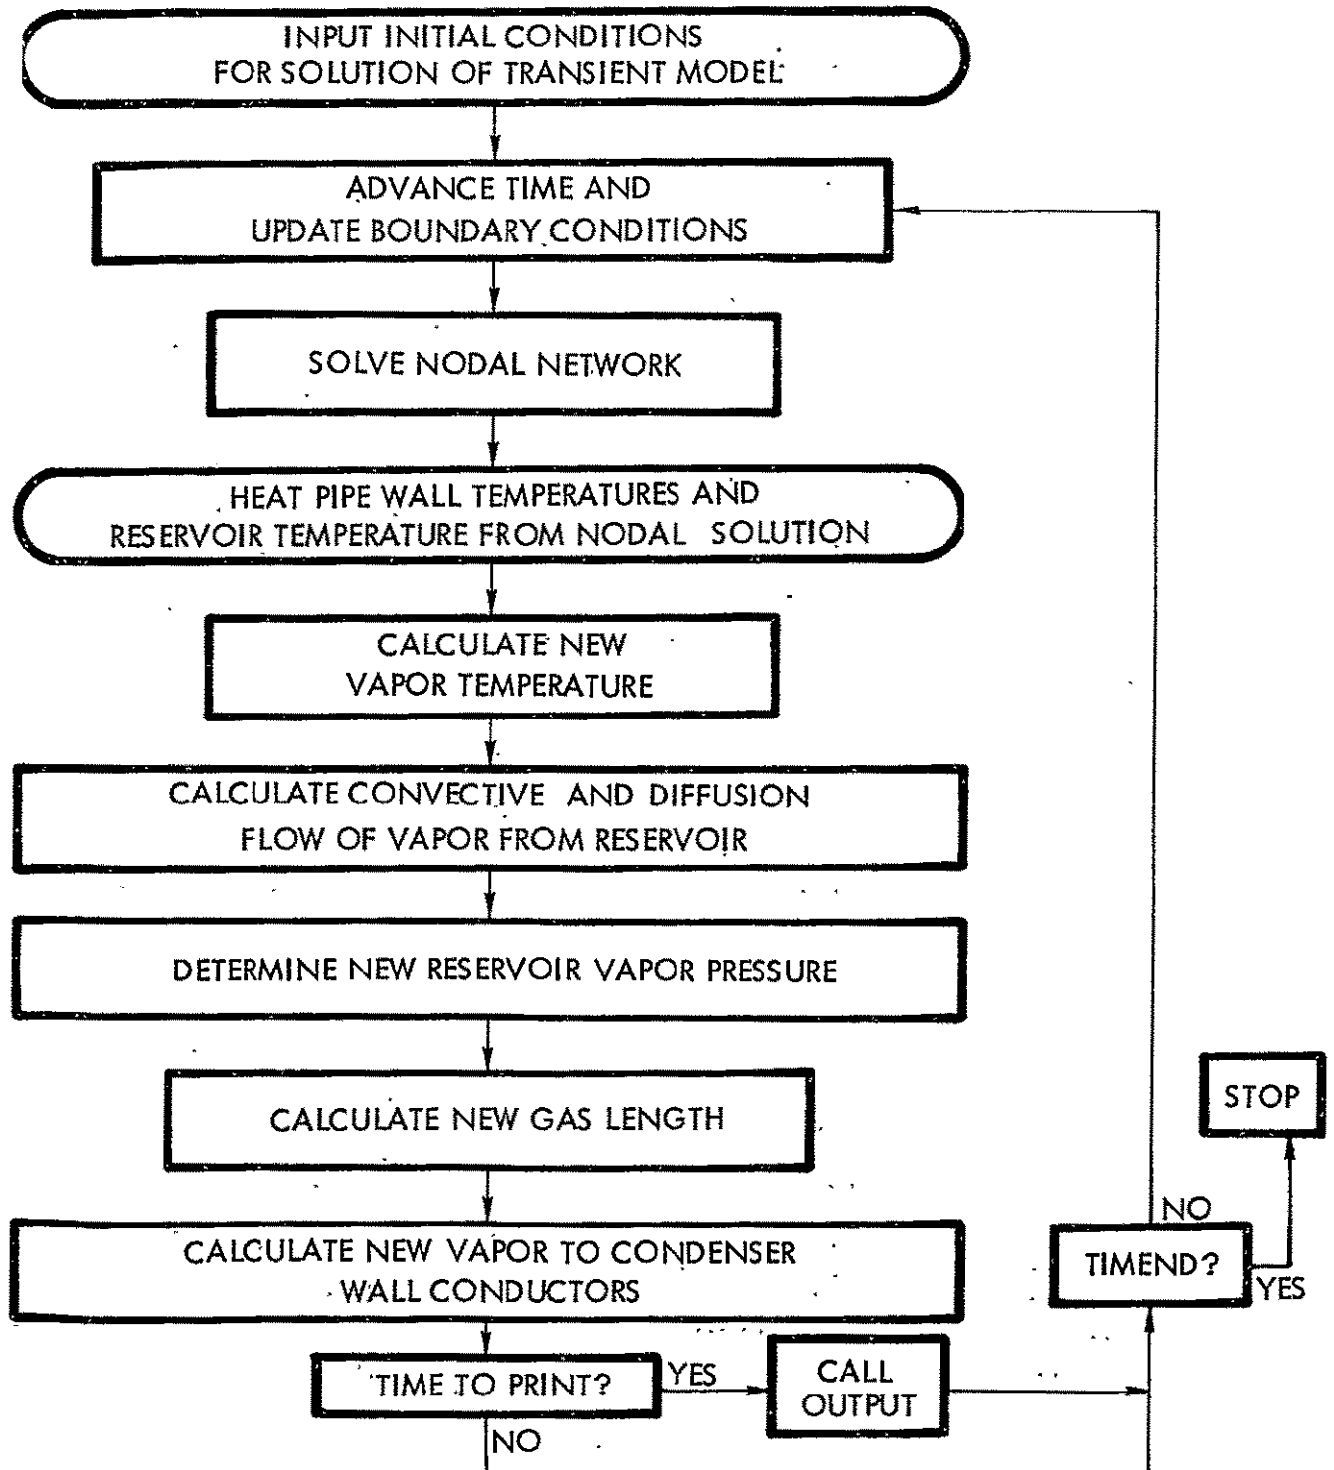 INPUT INITIAL CONDITIONS
FOR SOLUTION OF TRANSIENT MODEL
ADVANCE TIME AND
UPDATE BOUNDARY CONDITIONS
SOLVE NODAL NETWORK
HEAT PIPE WALL TEMPERATURES AND
RESERVOIR TEMPERATURE FROM NODAL SOLUTION
CALCULATE NEW
VAPOR TEMPERATURE
CALCULATE CONVECTIVE AND DIFFUSION
FLOW OF VAPOR FROM RESERVOIR
DETERMINE NEW RESERVOIR VAPOR PRESSURE
CALCULATE NEW GAS LENGTH
STOP
CALCULATE NEW VAPOR TO CONDENSER
WALL CONDUCTORS
NO
TIMEND?
YES
TIME TO PRINT?
YES
CALL
OUTPUT
NO